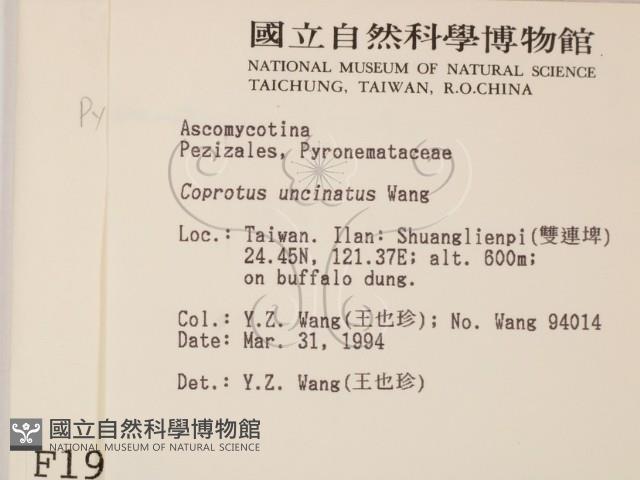 國立自然科學博物館
NATIONAL MUSEUM OF NATURAL SCIENCE
TAICHUNG, TAIWAN, R.O.CHINA
Py
Ascomycotina
Pezizales, Pyronemataceae
Coprotus uncinatus Wang
Loc.: Taiwan. Ilan: Shuanglienpi(雙連埤)
24.45N, 121.37E; alt. 600m;
on buffalo dung.
Col.: Y.Z. Wang(王也珍); No. Wang 94014
Date: Mar. 31, 1994
Det.: Y.Z. Wang(王也珍)
國立自然科學博物館
NATIONAL MUSEUM OF NATURAL SCIENCE
F19